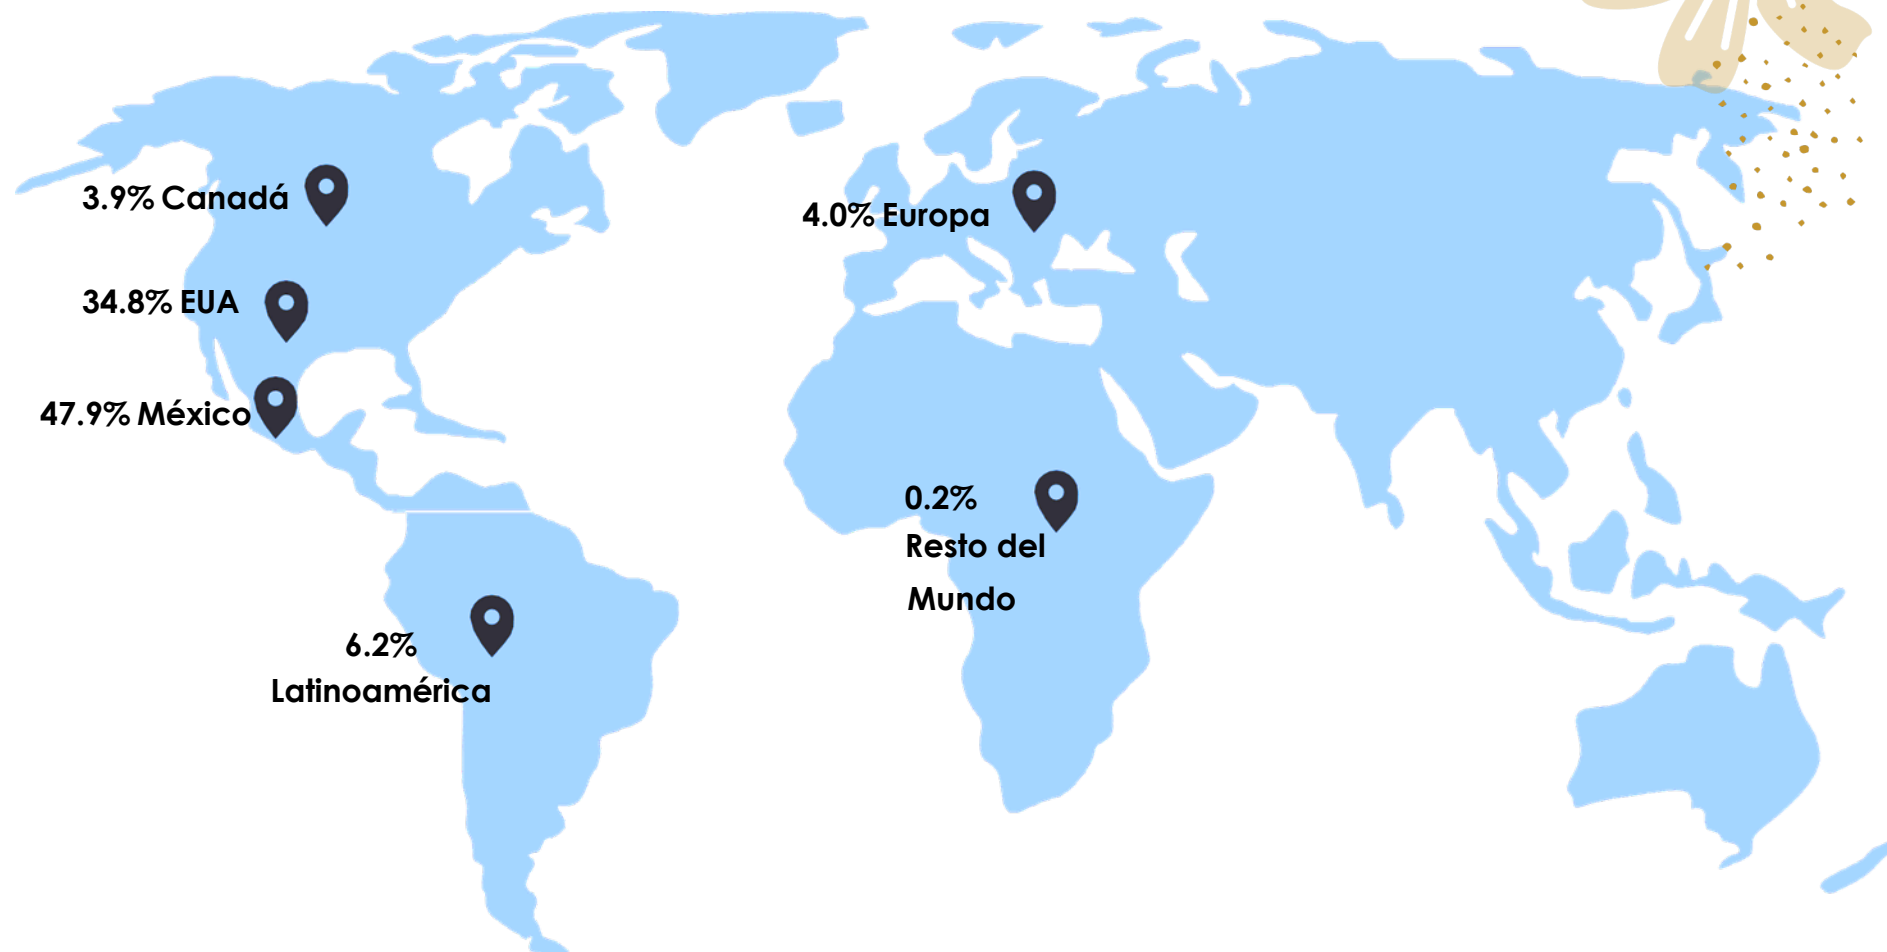 3.9% Canadá
4.0% Europa
34.8% EUA
47.9% México
0.2%
Resto del
Mundo
6.2%
Latinoamérica